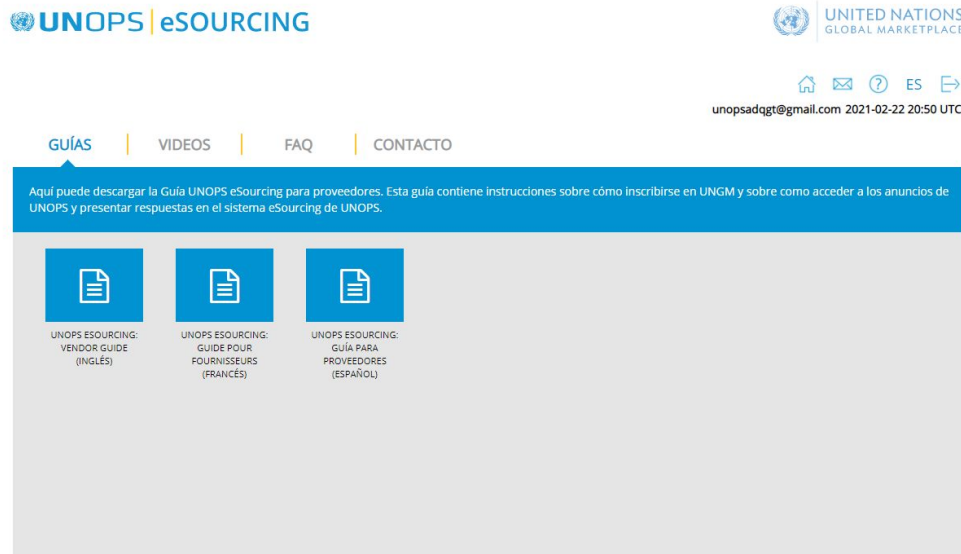 UNOPS eSOURCING
UNITED NATIONS
GLOBAL MARKETPLACE
ES
unopsadqgt@gmail.com 2021-02-22 20:50 UTC
GUÍAS VIDEOS FAQ CONTACTO
Aquí puede descargar la Guía UNOPS eSourcing para proveedores. Esta guía contiene instrucciones sobre cómo inscribirse en UNGM y sobre como acceder a los anuncios de
UNOPS y presentar respuestas en el sistema eSourcing de UNOPS.
UNOPS ESOURCING:
VENDOR GUIDE
(INGLÉS)
UNOPS ESOURCING:
GUIDE POUR
FOURNISSEURS
(FRANCÉS)
UNOPS ESOURCING:
GUÍA PARA
PROVEEDORES
(ESPAÑOL)